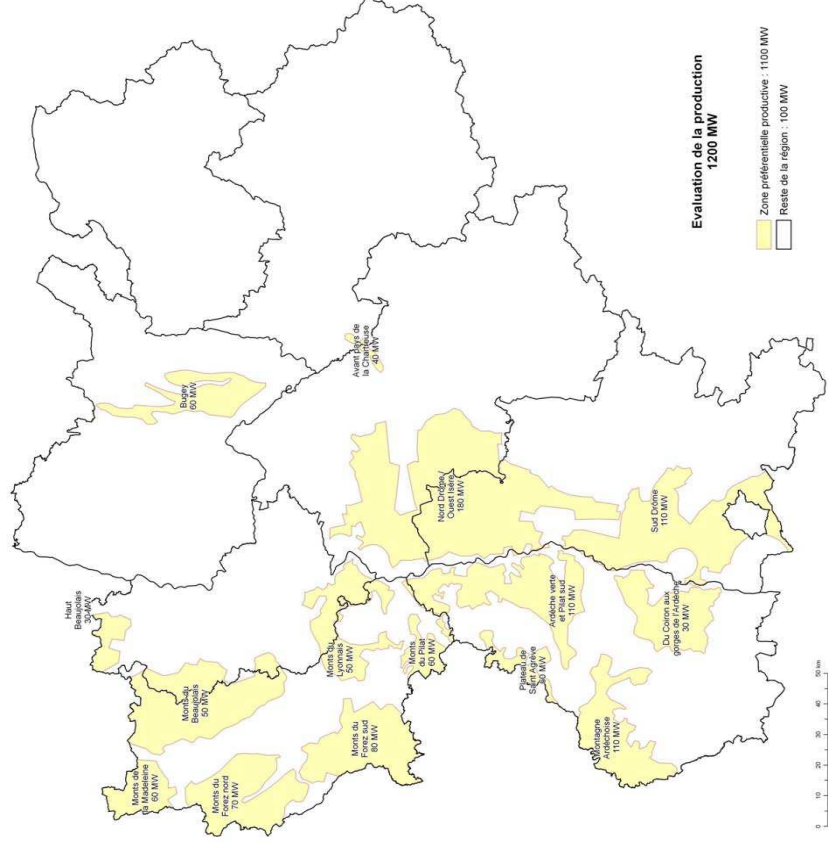 Haut
Beaujolais
30 MW
Monts de
la Madeleine
60 MW
Monts du
Beaujolais
50 MW
Monts du
Forez nord
70 MW
Monts du
Forez sud
80 MW
Monts du
Lyonnais
50 MW
Monts
du Pilat
60 MW
Bugey
60 MW
Avant pays de
la Chartreuse
40 MW
Nord Drôme/
Ouest Isère
180 MW
Ardèche verte
et Pilat sud
110 MW
Plateau de
Saint Agrève
MW
Montagne
Ardéchoise
110 MW
Du Coiron aux
gorges de l'Ardèche
30 MW
Sud Drôme
110 MW
Evaluation de la production
1200 MW
Zone préférentielle productive : 1100 MW
Reste de la région : 100 MW
0 10 20 30 40 50 km